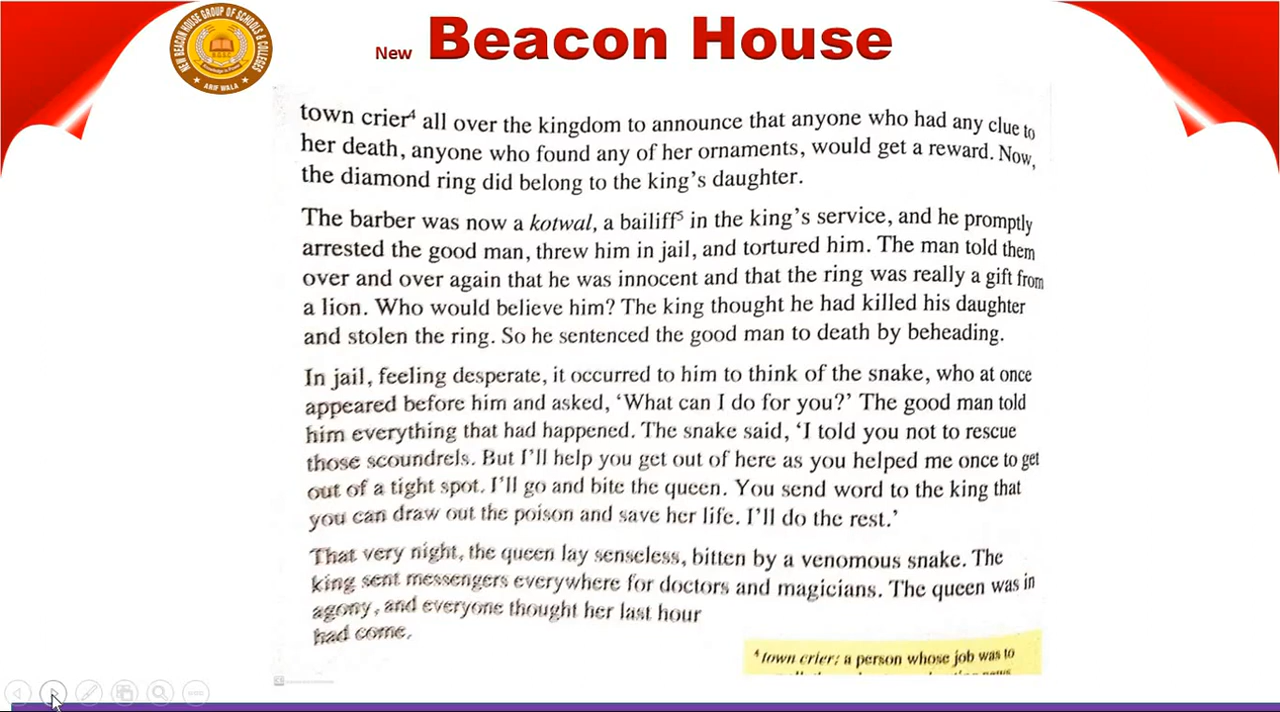 NEW BEACON HOUSE GROUP OF SCHOOLS & COLLEGES
ARIF WALA
New Beacon House
town crier⁴ all over the kingdom to announce that anyone who had any clue to
her death, anyone who found any of her ornaments, would get a reward. Now,
the diamond ring did belong to the king's daughter.
The barber was now a kotwal, a bailiff⁵ in the king's service, and he promptly
arrested the good man, threw him in jail, and tortured him. The man told them
over and over again that he was innocent and that the ring was really a gift from
a lion. Who would believe him? The king thought he had killed his daughter
and stolen the ring. So he sentenced the good man to death by beheading.
In jail, feeling desperate, it occurred to him to think of the snake, who at once
appeared before him and asked, 'What can I do for you?' The good man told
him everything that had happened. The snake said, 'I told you not to rescue
those scoundrels. But I'll help you get out of here as you helped me once to get
out of a tight spot. I'll go and bite the queen. You send word to the king that
you can draw out the poison and save her life. I'll do the rest.'
That very night, the queen lay senseless, bitten by a venomous snake. The
king sent messengers everywhere for doctors and magicians. The queen was in
agony, and everyone thought her last hour
had come.
⁴ town crier: a person whose job was to